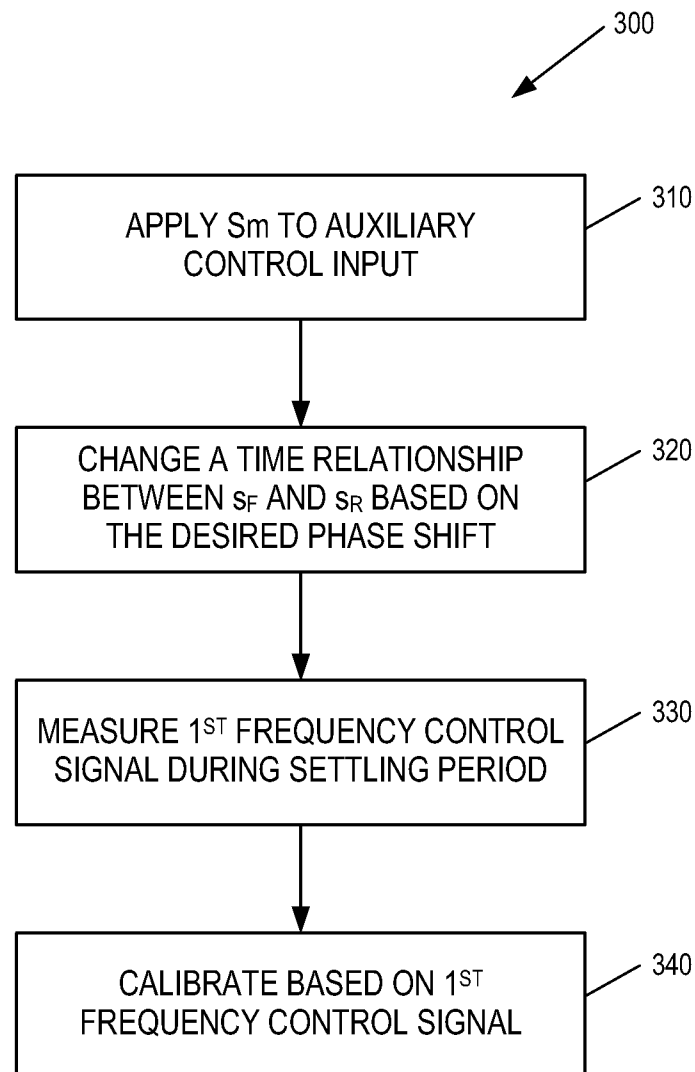 300
310
APPLY Sm TO AUXILIARY
CONTROL INPUT
320
CHANGE A TIME RELATIONSHIP
BETWEEN sF AND sR BASED ON
THE DESIRED PHASE SHIFT
330
MEASURE 1ST FREQUENCY CONTROL
SIGNAL DURING SETTLING PERIOD
340
CALIBRATE BASED ON 1ST
FREQUENCY CONTROL SIGNAL